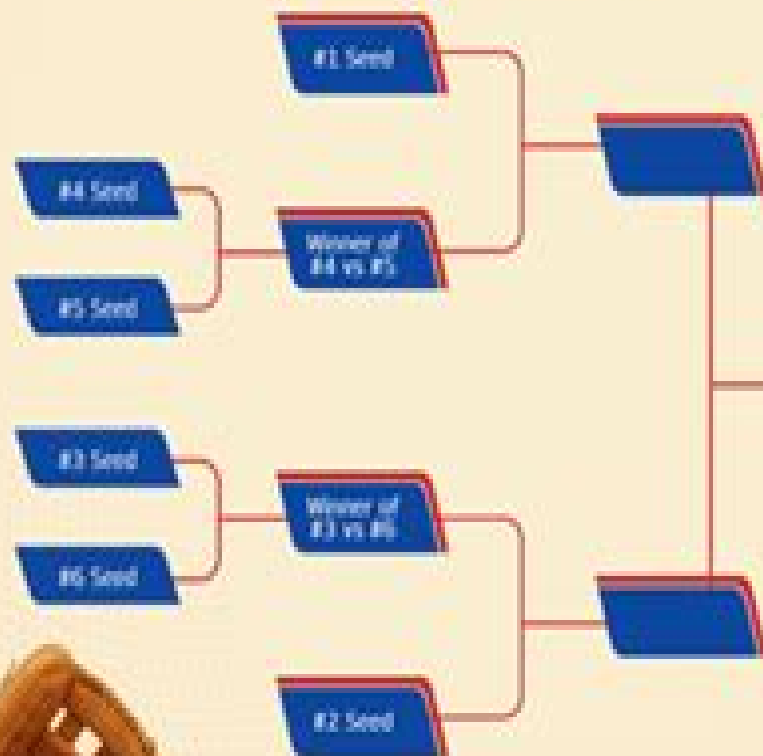 #1 Seed
#4 Seed
Winner of
#4 vs #5
#5 Seed
#3 Seed
Winner of
#3 vs #6
#6 Seed
#2 Seed